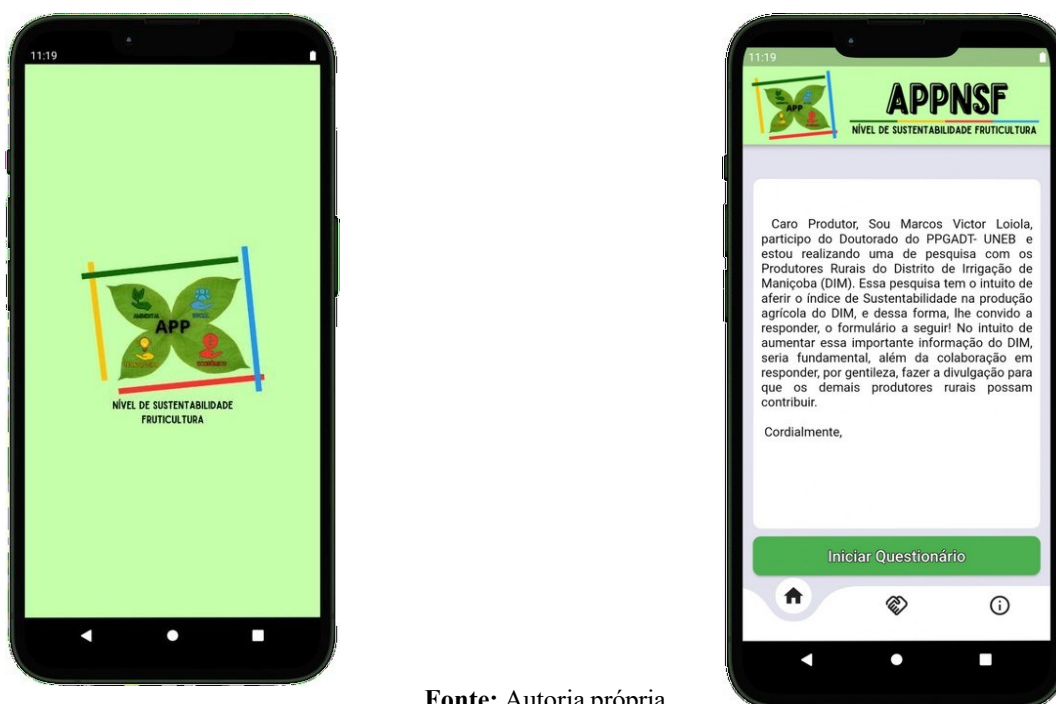 11:19
AMBIENTAL
SOCIAL
APP
ECONÔMICO
NÍVEL DE SUSTENTABILIDADE
FRUTICULTURA
11:19
APP
APPNSF
NÍVEL DE SUSTENTABILIDADE FRUTICULTURA
Caro Produtor, Sou Marcos Victor Loiola,
participo do Doutorado do PPGADT- UNEB e
estou realizando uma de pesquisa com os
Produtores Rurais do Distrito de Irrigação de
Maniçoba (DIM). Essa pesquisa tem o intuito de
aferir o índice de Sustentabilidade na produção
agrícola do DIM, e dessa forma, lhe convido a
responder, o formulário a seguir! No intuito de
aumentar essa importante informação do DIM,
seria fundamental, além da colaboração em
responder, por gentileza, fazer a divulgação para
que os demais produtores rurais possam
contribuir.
Cordialmente,
Iniciar Questionário
Fonte: Autoria própria